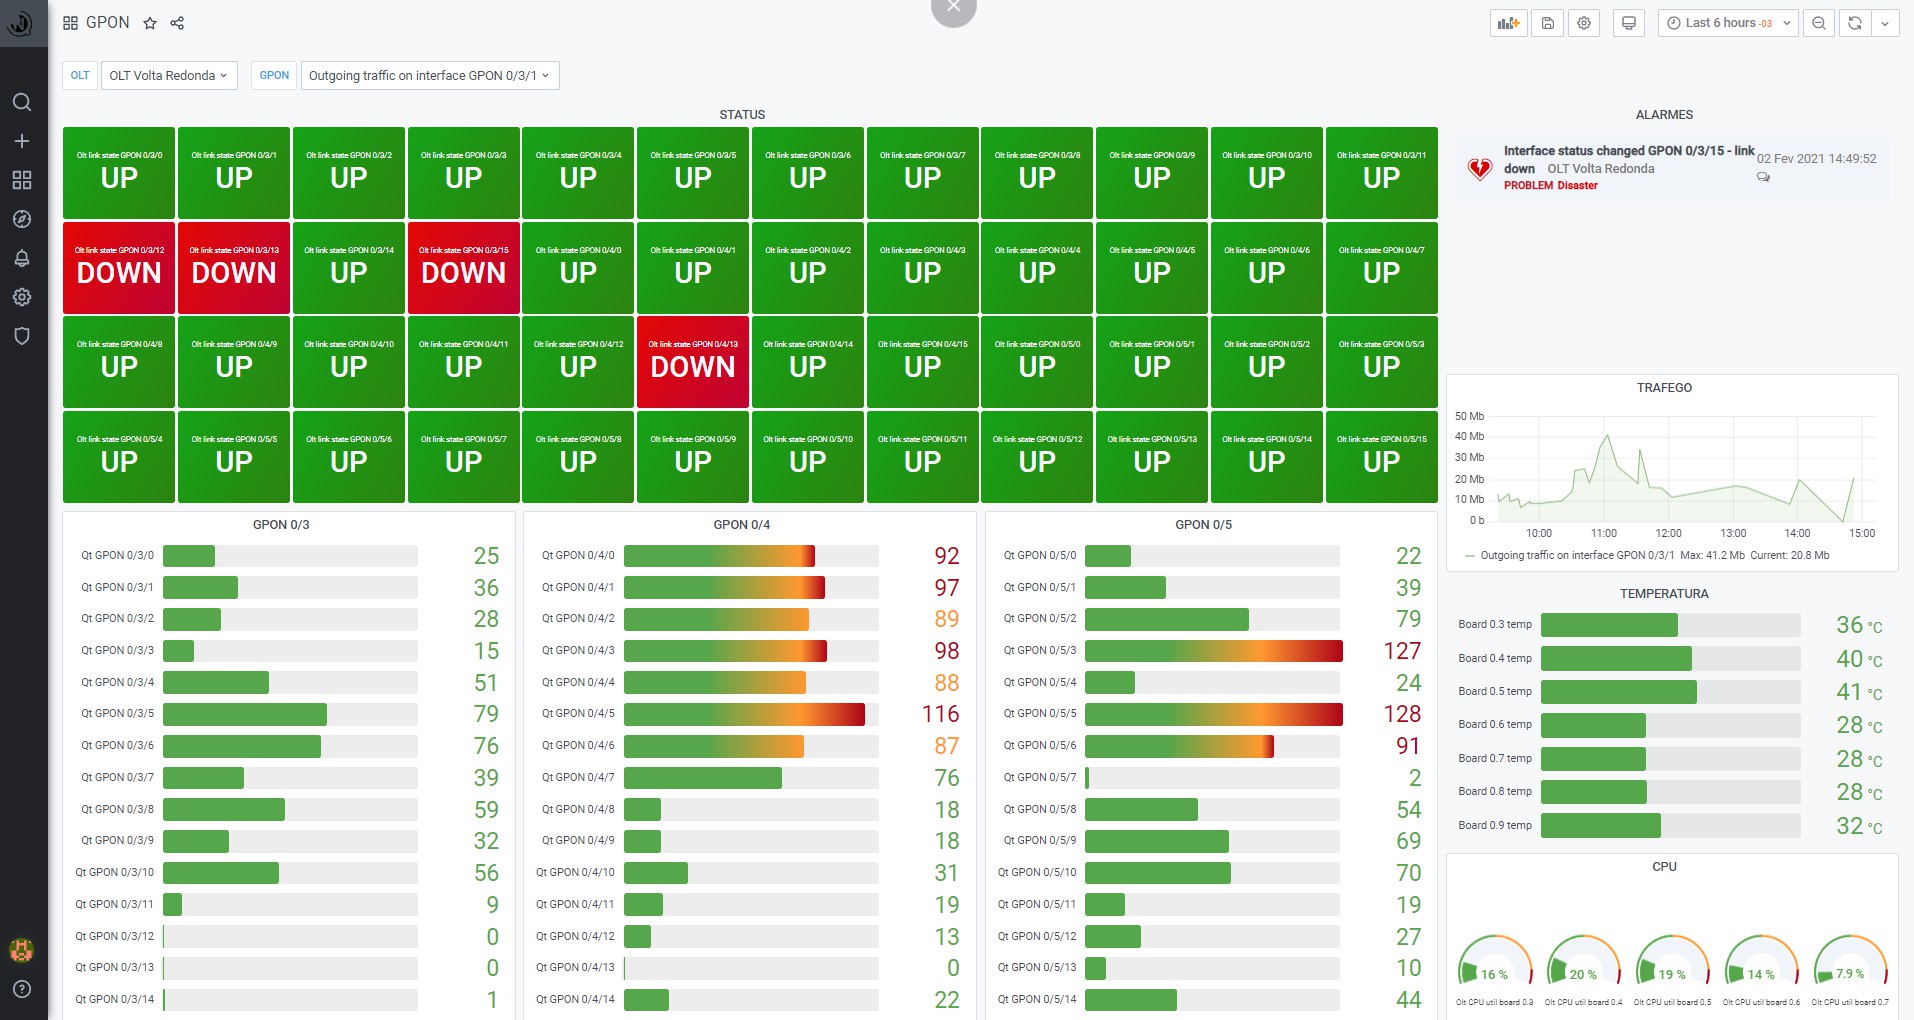 GPON
Last 6 hours -03
OLT OLT Volta Redonda GPON Outgoing traffic on interface GPON 0/3/1
STATUS
Olt link state GPON 0/3/0 Olt link state GPON 0/3/1 Olt link state GPON 0/3/2 Olt link state GPON 0/3/3 Olt link state GPON 0/3/4 Olt link state GPON 0/3/5 Olt link state GPON 0/3/6 Olt link state GPON 0/3/7 Olt link state GPON 0/3/8 Olt link state GPON 0/3/9 Olt link state GPON 0/3/10 Olt link state GPON 0/3/11
UP UP UP UP UP UP UP UP UP UP UP UP
Olt link state GPON 0/3/12 Olt link state GPON 0/3/13 Olt link state GPON 0/3/14 Olt link state GPON 0/3/15 Olt link state GPON 0/4/0 Olt link state GPON 0/4/1 Olt link state GPON 0/4/2 Olt link state GPON 0/4/3 Olt link state GPON 0/4/4 Olt link state GPON 0/4/5 Olt link state GPON 0/4/6 Olt link state GPON 0/4/7
DOWN DOWN UP DOWN UP UP UP UP UP UP UP UP
Olt link state GPON 0/4/8 Olt link state GPON 0/4/9 Olt link state GPON 0/4/10 Olt link state GPON 0/4/11 Olt link state GPON 0/4/12 Olt link state GPON 0/4/13 Olt link state GPON 0/4/14 Olt link state GPON 0/4/15 Olt link state GPON 0/5/0 Olt link state GPON 0/5/1 Olt link state GPON 0/5/2 Olt link state GPON 0/5/3
UP UP UP UP UP DOWN UP UP UP UP UP UP
Olt link state GPON 0/5/4 Olt link state GPON 0/5/5 Olt link state GPON 0/5/6 Olt link state GPON 0/5/7 Olt link state GPON 0/5/8 Olt link state GPON 0/5/9 Olt link state GPON 0/5/10 Olt link state GPON 0/5/11 Olt link state GPON 0/5/12 Olt link state GPON 0/5/13 Olt link state GPON 0/5/14 Olt link state GPON 0/5/15
UP UP UP UP UP UP UP UP UP UP UP UP
GPON 0/3
Qt GPON 0/3/0 25
Qt GPON 0/3/1 36
Qt GPON 0/3/2 28
Qt GPON 0/3/3 15
Qt GPON 0/3/4 51
Qt GPON 0/3/5 79
Qt GPON 0/3/6 76
Qt GPON 0/3/7 39
Qt GPON 0/3/8 59
Qt GPON 0/3/9 32
Qt GPON 0/3/10 56
Qt GPON 0/3/11 9
Qt GPON 0/3/12 0
Qt GPON 0/3/13 0
Qt GPON 0/3/14 1
GPON 0/4
Qt GPON 0/4/0 92
Qt GPON 0/4/1 97
Qt GPON 0/4/2 89
Qt GPON 0/4/3 98
Qt GPON 0/4/4 88
Qt GPON 0/4/5 116
Qt GPON 0/4/6 87
Qt GPON 0/4/7 76
Qt GPON 0/4/8 18
Qt GPON 0/4/9 18
Qt GPON 0/4/10 31
Qt GPON 0/4/11 19
Qt GPON 0/4/12 13
Qt GPON 0/4/13 0
Qt GPON 0/4/14 22
GPON 0/5
Qt GPON 0/5/0 22
Qt GPON 0/5/1 39
Qt GPON 0/5/2 79
Qt GPON 0/5/3 127
Qt GPON 0/5/4 24
Qt GPON 0/5/5 128
Qt GPON 0/5/6 91
Qt GPON 0/5/7 2
Qt GPON 0/5/8 54
Qt GPON 0/5/9 69
Qt GPON 0/5/10 70
Qt GPON 0/5/11 19
Qt GPON 0/5/12 27
Qt GPON 0/5/13 10
Qt GPON 0/5/14 44
ALARMES
Interface status changed GPON 0/3/15 - link 02 Fev 2021 14:49:52
down OLT Volta Redonda
PROBLEM Disaster
TRAFEGO
50 Mb
40 Mb
30 Mb
20 Mb
10 Mb
0 b
10:00 11:00 12:00 13:00 14:00 15:00
Outgoing traffic on interface GPON 0/3/1 Max: 41.2 Mb Current: 20.8 Mb
TEMPERATURA
Board 0.3 temp 36 °C
Board 0.4 temp 40 °C
Board 0.5 temp 41 °C
Board 0.6 temp 28 °C
Board 0.7 temp 28 °C
Board 0.8 temp 28 °C
Board 0.9 temp 32 °C
CPU
16 % 20 % 19 % 14 % 7.9 %
Olt CPU util board 0.3 Olt CPU util board 0.4 Olt CPU util board 0.5 Olt CPU util board 0.6 Olt CPU util board 0.7